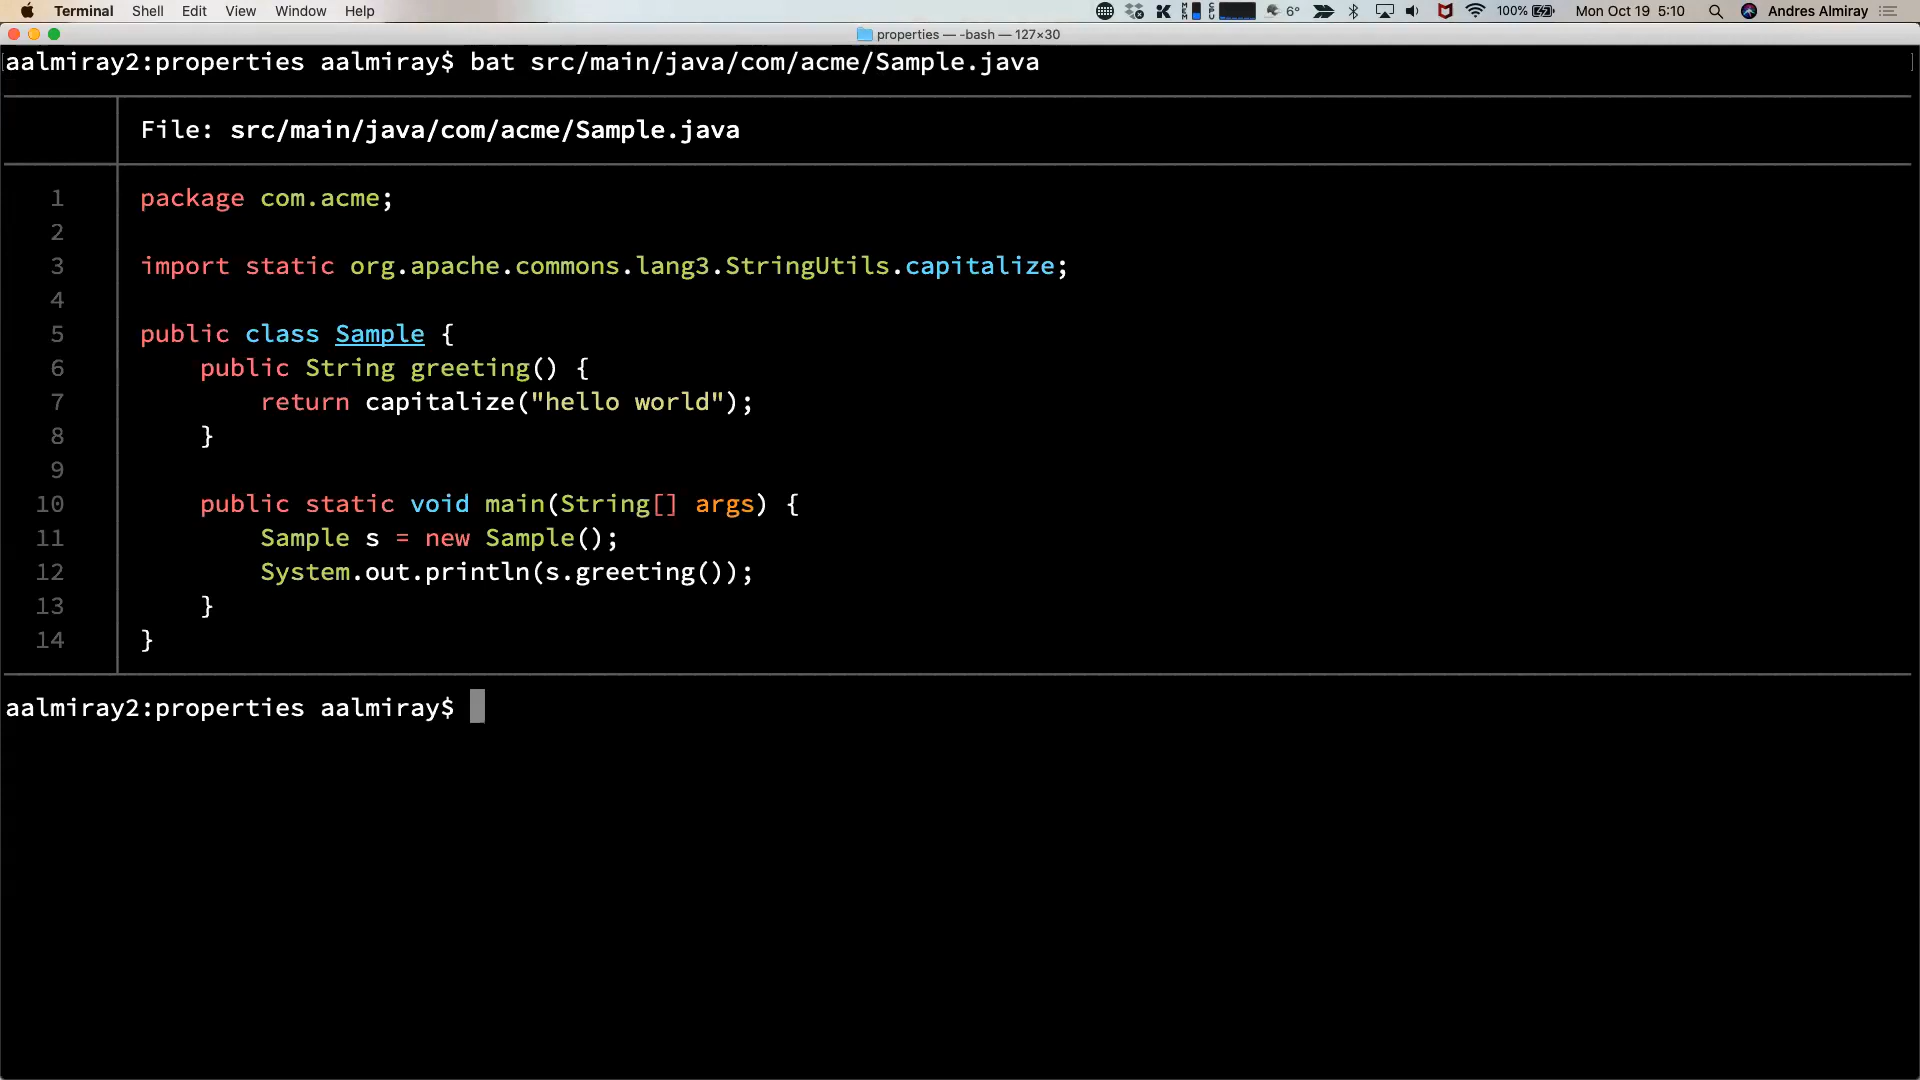 Terminal Shell Edit View Window Help 6° 100% Mon Oct 19 5:10 Andres Almiray
properties — -bash — 127×30
aalmiray2:properties aalmiray$ bat src/main/java/com/acme/Sample.java
File: src/main/java/com/acme/Sample.java
1 package com.acme;
2
3 import static org.apache.commons.lang3.StringUtils.capitalize;
4
5 public class Sample {
6     public String greeting() {
7         return capitalize("hello world");
8     }
9
10     public static void main(String[] args) {
11         Sample s = new Sample();
12         System.out.println(s.greeting());
13     }
14 }
aalmiray2:properties aalmiray$